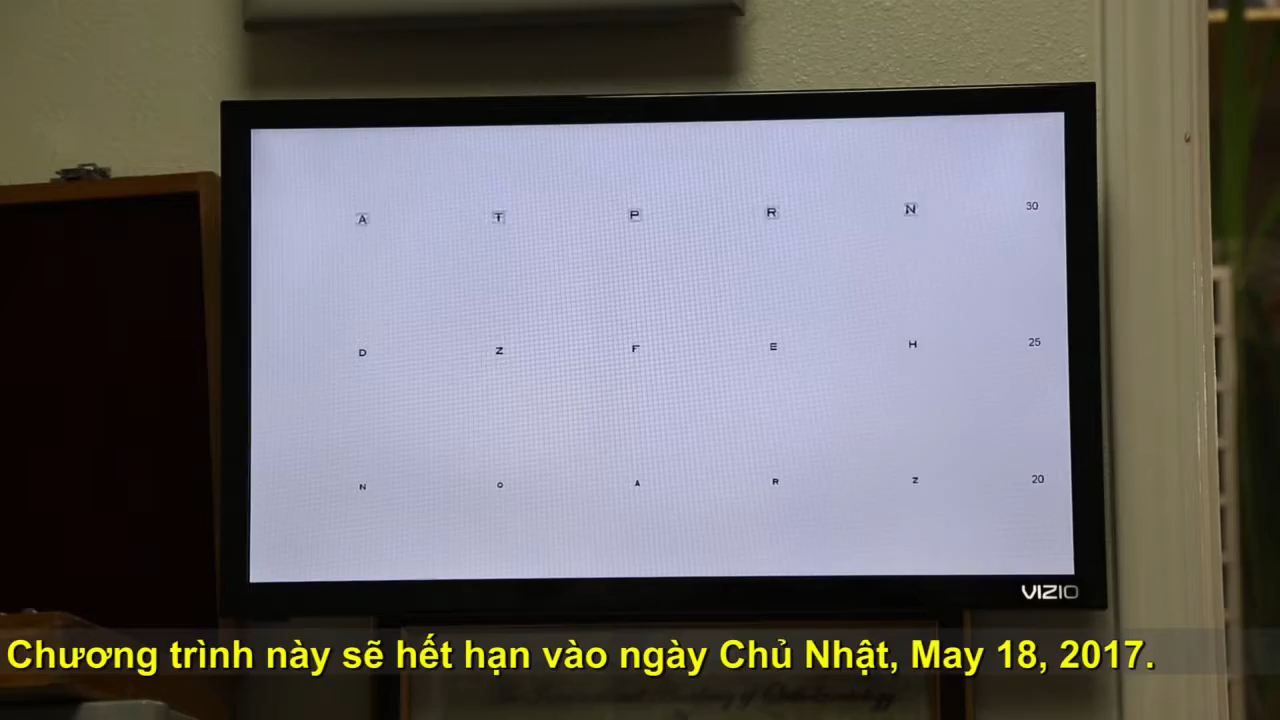 A T P R N 30
D Z F E H 25
N O A R Z 20
VIZIO
Chương trình này sẽ hết hạn vào ngày Chủ Nhật, May 18, 2017.